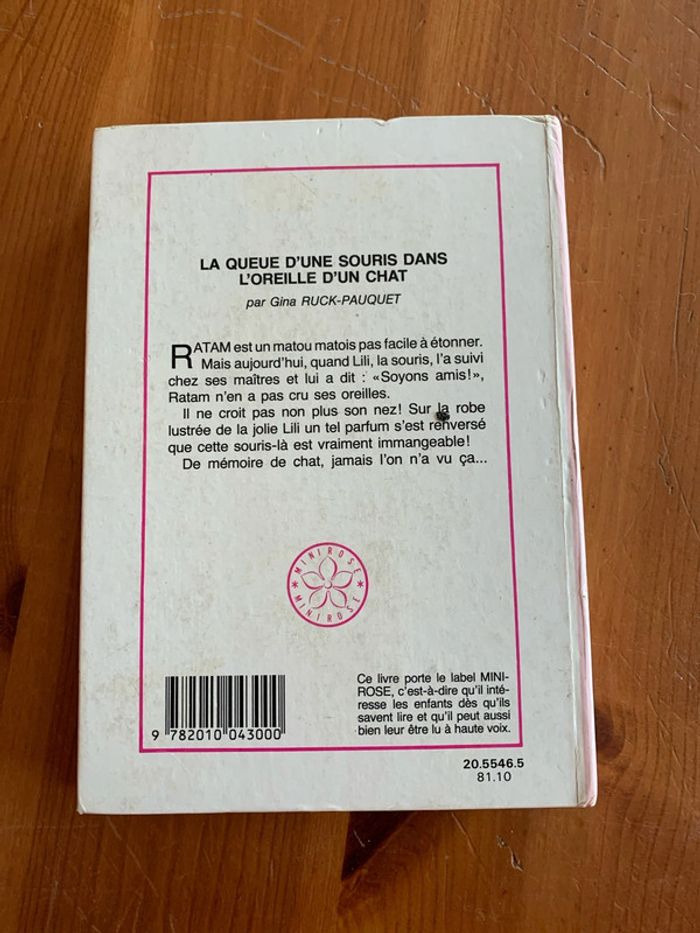 LA QUEUE D'UNE SOURIS DANS
L'OREILLE D'UN CHAT
par Gina RUCK-PAUQUET
RATAM est un matou matois pas facile à étonner.
Mais aujourd'hui, quand Lili, la souris, l'a suivi
chez ses maîtres et lui a dit : «Soyons amis!»,
Ratam n'en a pas cru ses oreilles.
Il ne croit pas non plus son nez! Sur la robe
lustrée de la jolie Lili un tel parfum s'est renversé
que cette souris-là est vraiment immangeable!
De mémoire de chat, jamais l'on n'a vu ça...
MINIROSE
MINIROSE
Ce livre porte le label MINI-
ROSE, c'est-à-dire qu'il inté-
resse les enfants dès qu'ils
savent lire et qu'il peut aussi
bien leur être lu à haute voix.
9 782010 043000
20.5546.5
81.10